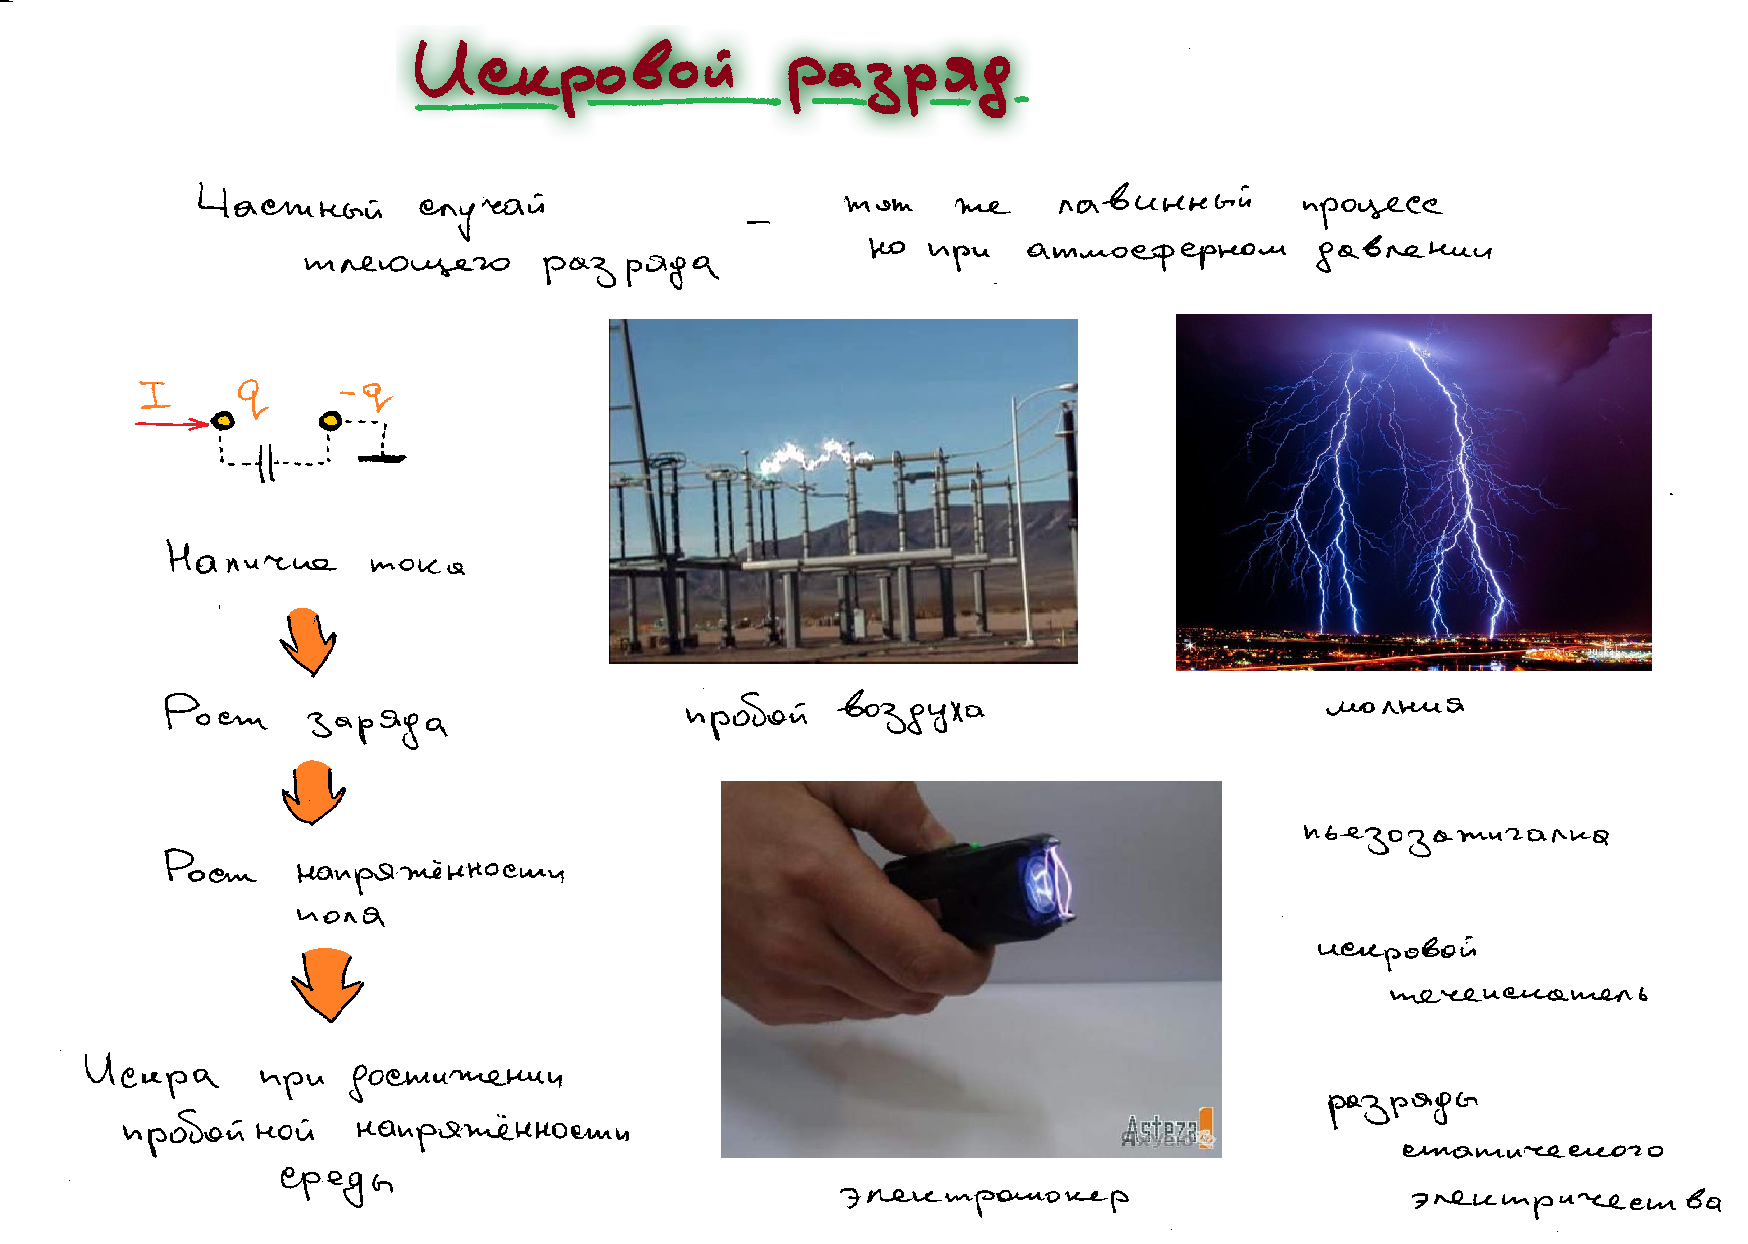 Искровой разряд
Частный случай
тлеющего разряда
–
тот же лавинный процесс
но при атмосферном давлении
I q -q
Наличие тока
Рост заряда
Рост напряжённости
поля
Искра при достижении
пробойной напряжённости
среды
пробой воздуха
молния
Asteza
электрошокер
пьезозажигалка
искровой
течеискатель
разряды
статического
электричества